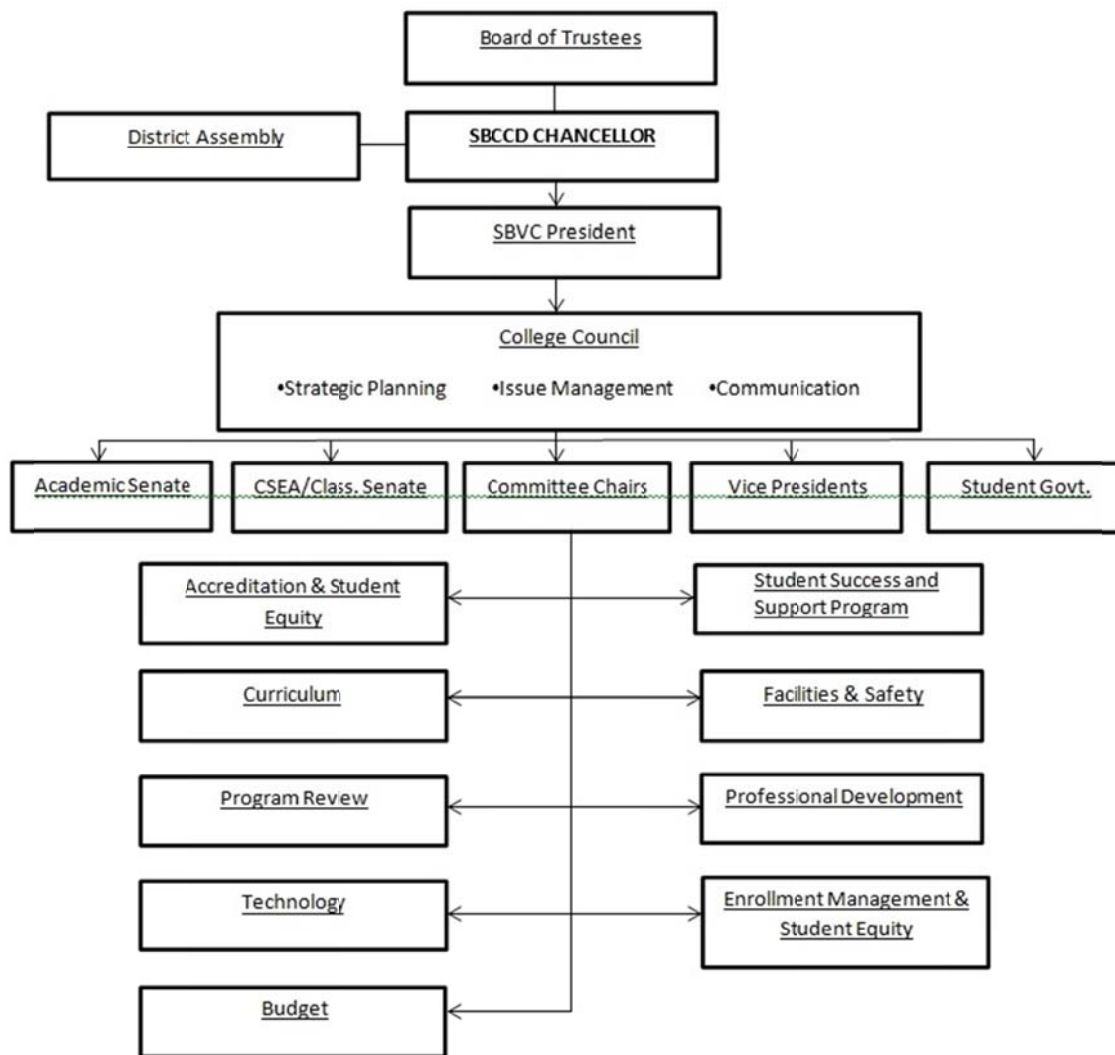 Board of Trustees
District Assembly
SBCCD CHANCELLOR
SBVC President
College Council
•Strategic Planning •Issue Management •Communication
Academic Senate
CSEA/Class. Senate
Committee Chairs
Vice Presidents
Student Govt.
Accreditation & Student
Equity
Student Success and
Support Program
Curriculum
Facilities & Safety
Program Review
Professional Development
Technology
Enrollment Management &
Student Equity
Budget